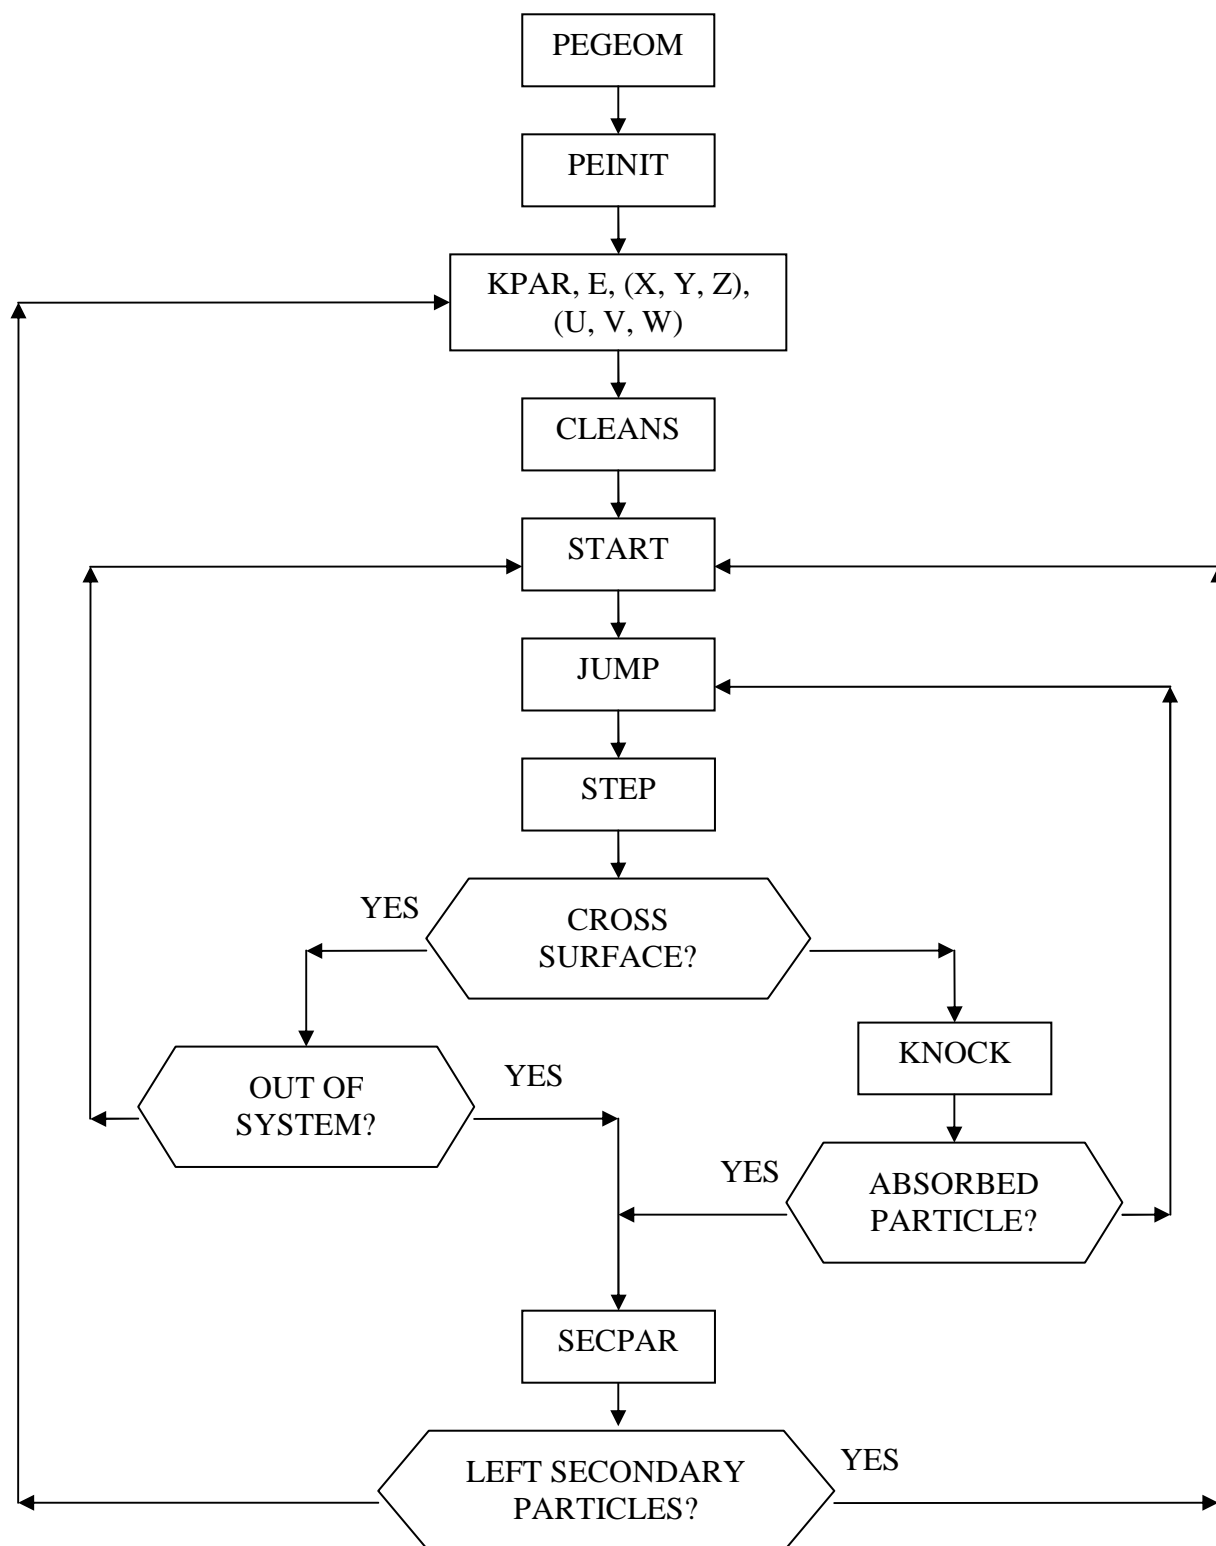 PEGEOM
PEINIT
KPAR, E, (X, Y, Z),
(U, V, W)
CLEANS
START
JUMP
STEP
YES
CROSS
SURFACE?
KNOCK
OUT OF
SYSTEM?
YES
YES
ABSORBED
PARTICLE?
SECPAR
LEFT SECONDARY
PARTICLES?
YES